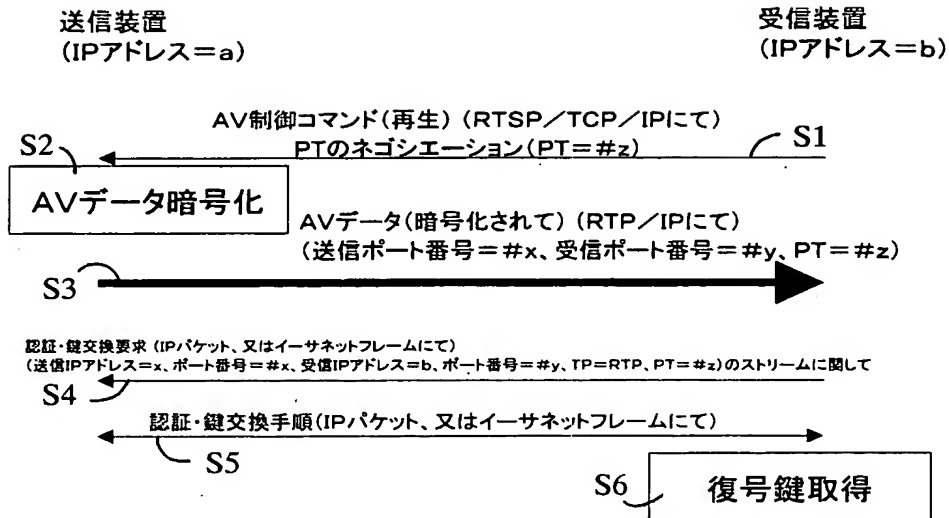 送信装置
(IPアドレス=a)
受信装置
(IPアドレス=b)
AV制御コマンド(再生) (RTSP/TCP/IPにて)
PTのネゴシエーション(PT=#z)
S1
S2
AVデータ暗号化
AVデータ(暗号化されて) (RTP/IPにて)
(送信ポート番号=#x、受信ポート番号=#y、PT=#z)
S3
認証・鍵交換要求 (IPパケット、又はイーサネットフレームにて)
(送信IPアドレス=x、ポート番号=#x、受信IPアドレス=b、ポート番号=#y、TP=RTP、PT=#z)のストリームに関して
S4
認証・鍵交換手順(IPパケット、又はイーサネットフレームにて)
S5
S6
復号鍵取得